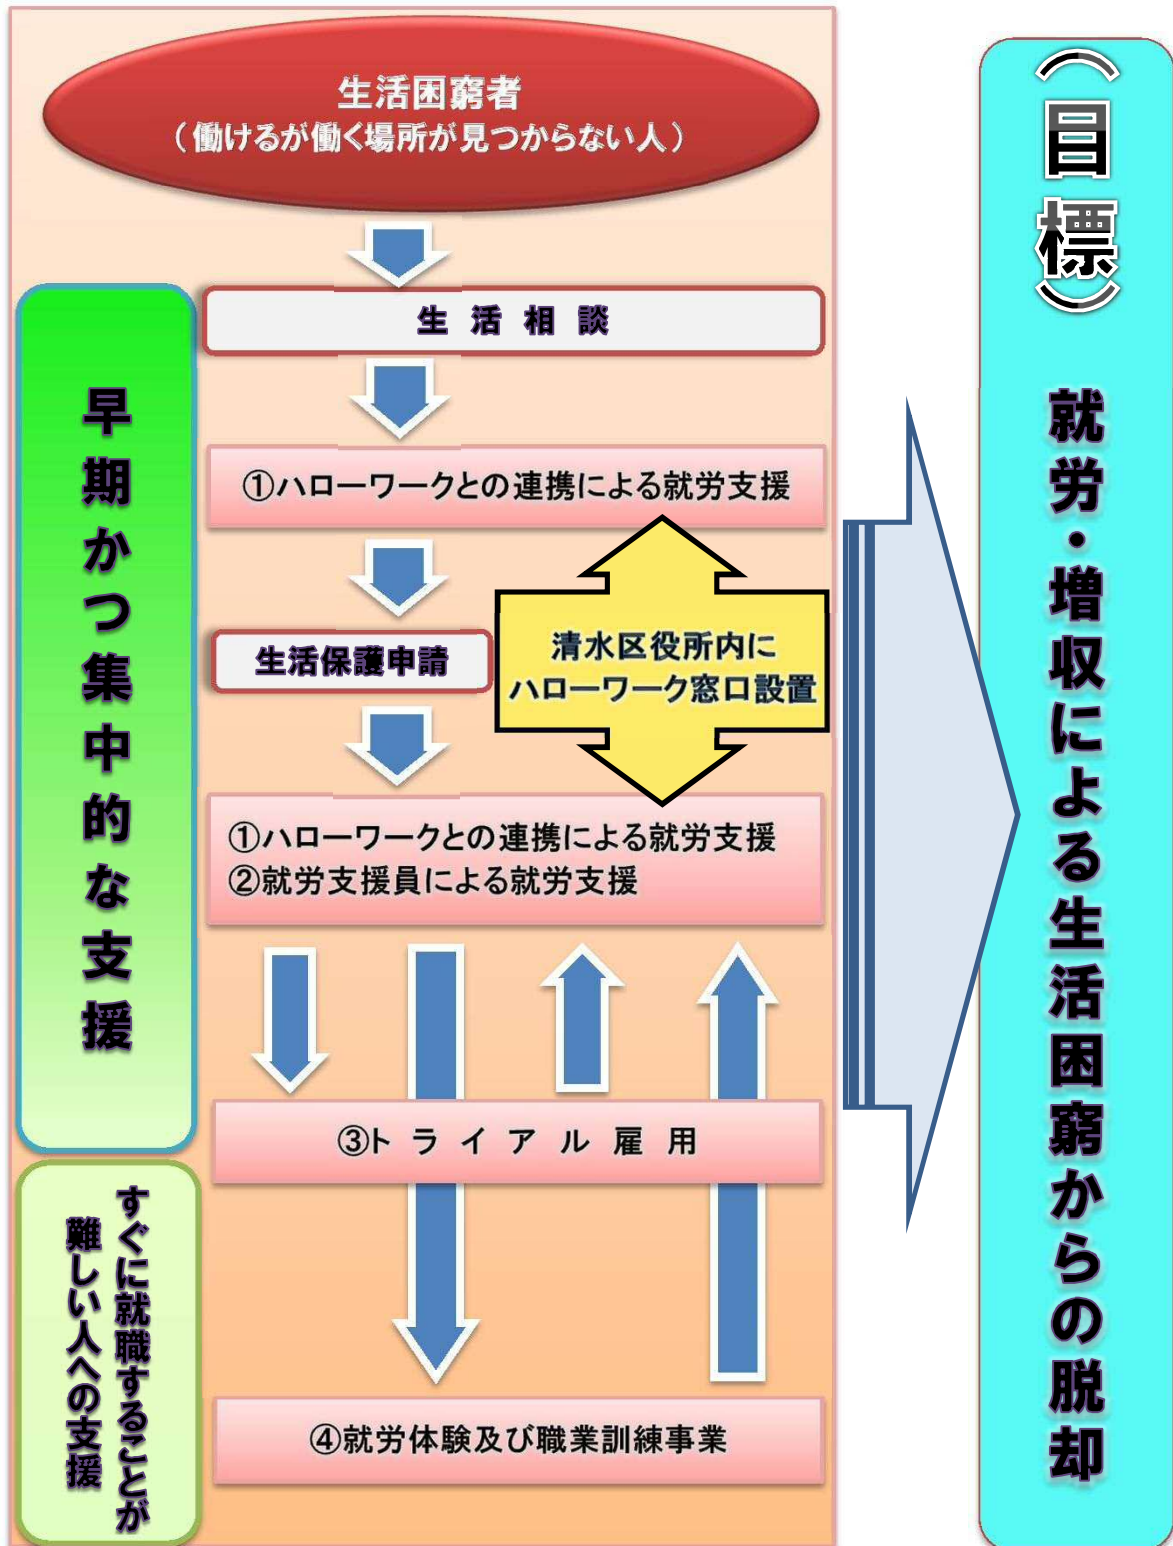 生活困窮者
（働けるが働く場所が見つからない人）
生活相談
①ハローワークとの連携による就労支援
生活保護申請
清水区役所内に
ハローワーク窓口設置
①ハローワークとの連携による就労支援
②就労支援員による就労支援
③トライアル雇用
④就労体験及び職業訓練事業
早期かつ集中的な支援
すぐに就職することが
難しい人への支援
（目標）就労・増収による生活困窮からの脱却